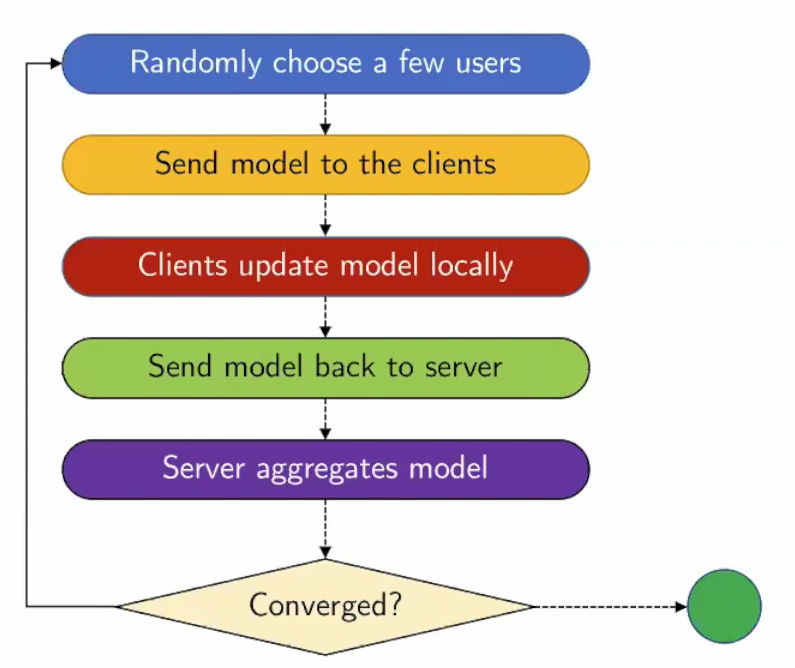 Randomly choose a few users
Send model to the clients
Clients update model locally
Send model back to server
Server aggregates model
Converged?